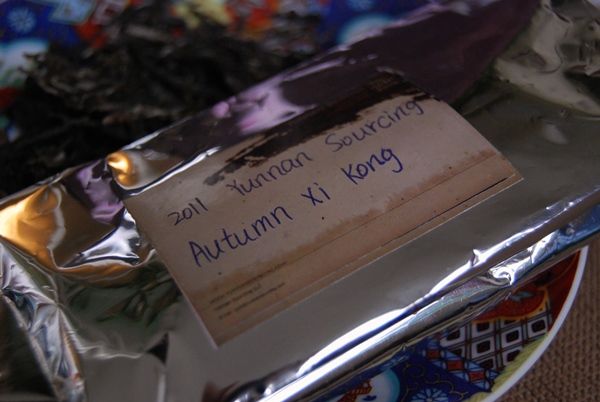 2011 Yunnan Sourcing
Autumn Xi Kong